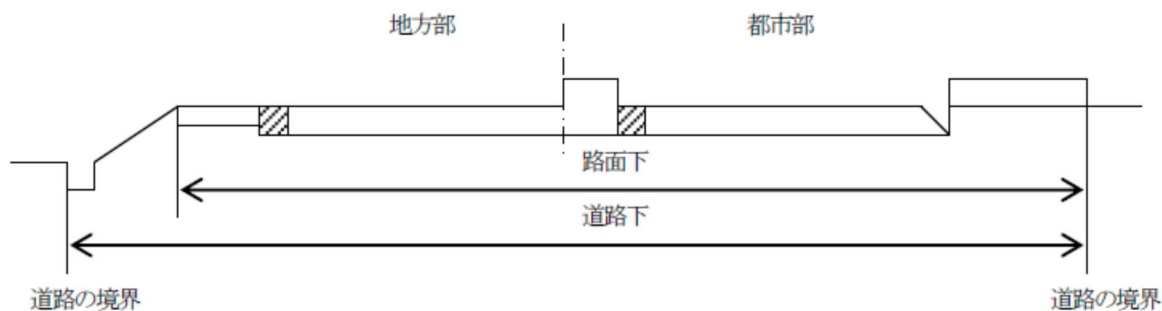 地方部
都市部
路面下
道路下
道路の境界
道路の境界